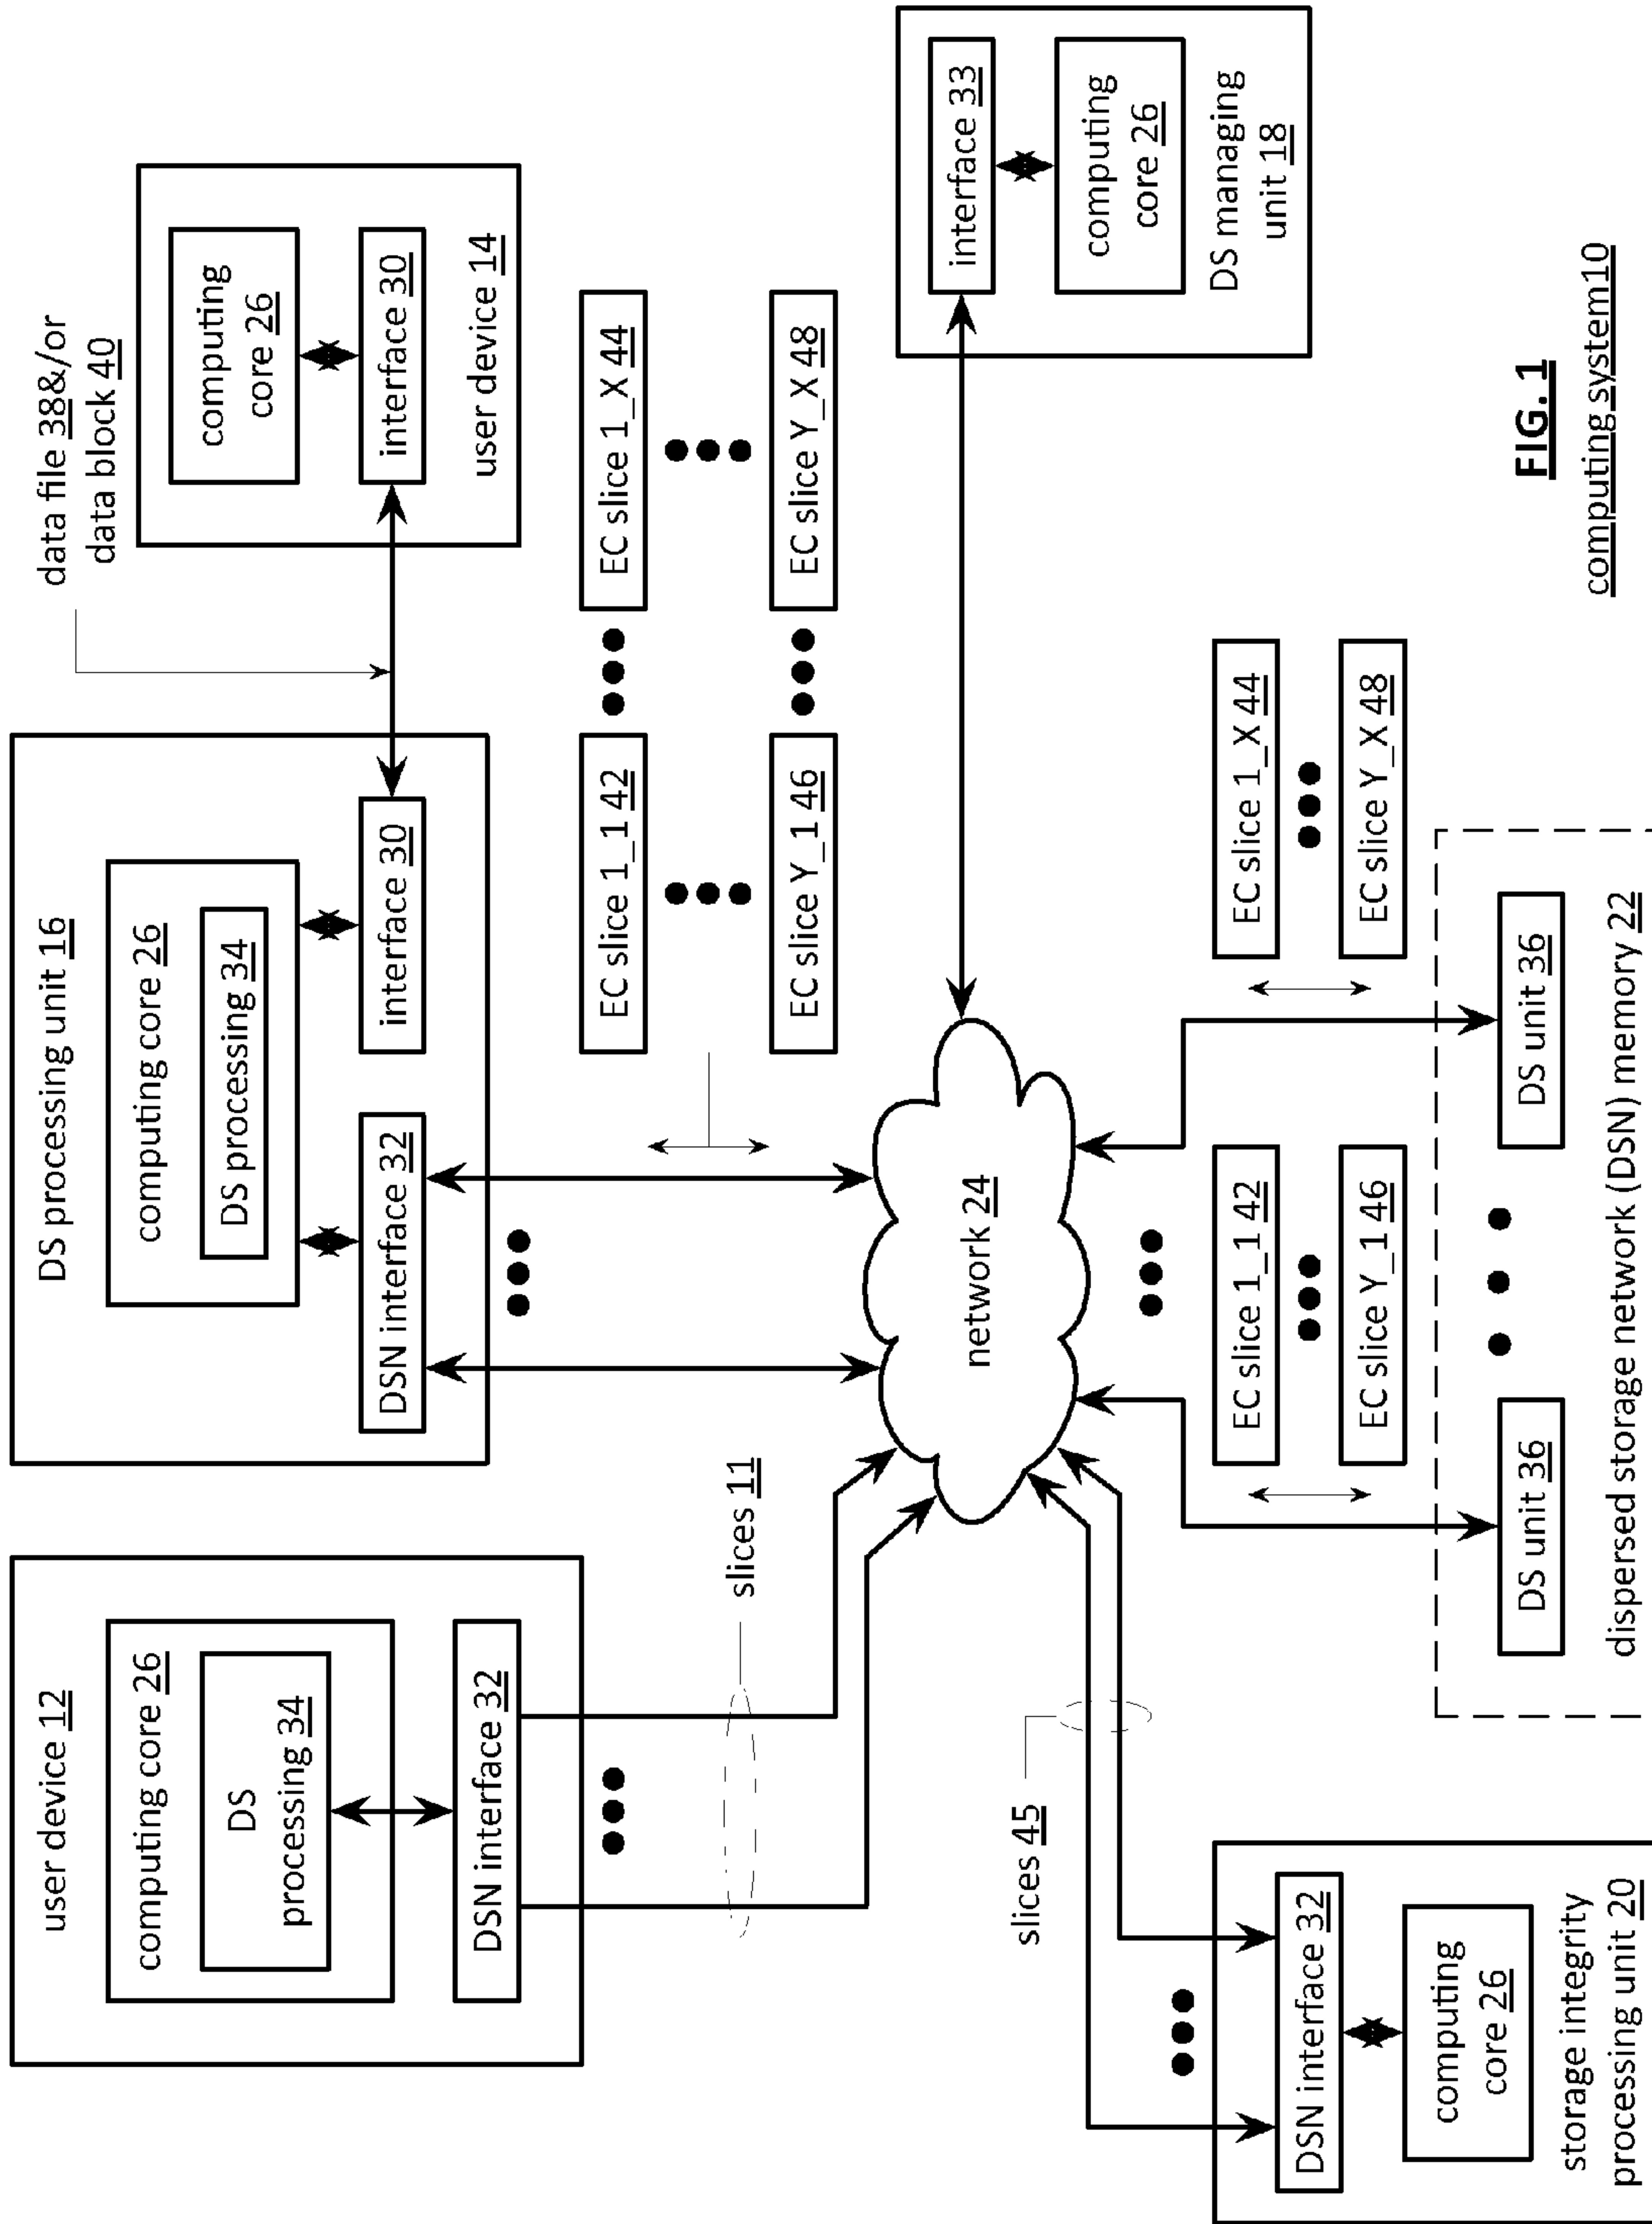 user device 12
computing core 26
DS
processing 34
DSN interface 32
DS processing unit 16
computing core 26
DS processing 34
DSN interface 32
interface 30
data file 38&/or
data block 40
computing
core 26
interface 30
user device 14
slices 11
EC slice 1_1 42
EC slice 1_X 44
EC slice Y_1 46
EC slice Y_X 48
network 24
interface 33
computing
core 26
DS managing
unit 18
slices 45
DSN interface 32
computing
core 26
storage integrity
processing unit 20
EC slice 1_1 42
EC slice Y_1 46
EC slice 1_X 44
EC slice Y_X 48
DS unit 36
DS unit 36
dispersed storage network (DSN) memory 22
FIG. 1
computing system10